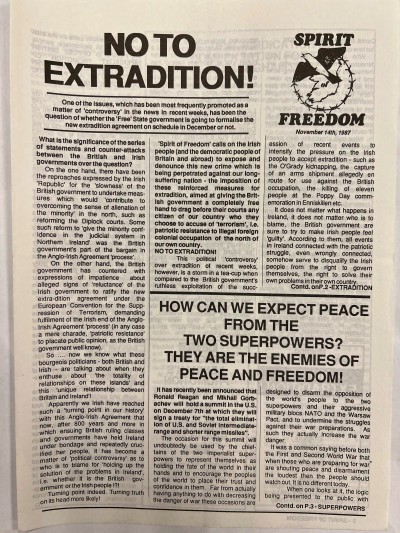 NO TO
EXTRADITION!
SPIRIT
of
FREEDOM
November 14th, 1987
One of the issues, which has been most frequently promoted as a
matter of 'controversy' in the news in recent weeks, has been the
question of whether the 'Free' State government is going to formalise the
new extradition agreement on schedule in December or not.
What is the significance of the series
of statements and counter-attacks
between the British and Irish
governments over the question?
On the one hand, there have been
the reproaches expressed by the Irish
'Republic' for the 'slowness' of the
British government to undertake meas-
ures which would 'contribute to
overcoming the sense of alienation of
the minority' in the north, such as
reforming the Diplock courts. Some
such reform to 'give the minority confi-
dence in the judicial system in
Northern Ireland' was the British
government's part of the bargain in
the Anglo-Irish Agreement 'process'.
On the other hand, the British
government has countered with
expressions of impatience about
alleged signs of 'reluctance' of the
Irish government to ratify the new
extra-dition agreement under the
European Convention for the Supp-
ression of Terrorism, demanding
fulfilment of the Irish end of the Anglo-
Irish Agreement 'process' (in any case
a mere charade, 'patriotic resistance'
to placate public opinion, as the British
government well know).
So ..... now we know what these
bourgeois politicians - both British and
Irish – are talking about when they
enthuse about 'the totality of
relationships on these islands' and
this 'unique relationship between
Britain and Ireland'!
Apparently we Irish have reached
such a 'turning point in our history'
with this Anglo-Irish Agreement that
now, after 800 years and more in
which ensuing British ruling classes
and governments have held Ireland
under bondage and repeatedly cruci-
fied her people, it has become a
matter of 'political controversy' as to
who is to blame for 'holding up the
solution of the problems in Ireland',
i.e. whether it is the British gov-
ernment or the Irish people !?!
Turning point indeed. Turning truth
on its head more likely!
'Spirit of Freedom' calls on the Irish
people (and the democratic people of
Britain and abroad) to expose and
denounce this new crime which is
being perpetrated against our long-
suffering nation - the imposition of
these reinforced measures for
extradition, aimed at giving the Brit-
ish government a completely free
hand to drag before their courts any
citizen of our country who they
choose to accuse of 'terrorism', i.e.
patriotic resistance to illegal foreign
colonial occupation of the north of
our own country.
NO TO EXTRADITION!
This political 'controversy'
over extradition of recent weeks,
however, is a storm in a tea-cup when
compared to the British government's
ruthless exploitation of the succ-
ession of recent events to
intensify the pressure on the Irish
people to accept extradition - such as
the O'Grady kidnapping, the capture
of an arms shipment allegedly en
route for use against the British
occupation, the killing of eleven
people at the Poppy Day comm-
emoration in Enniskillen etc.
It does not matter what happens in
Ireland, it does not matter who is to
blame, the British government are
sure to try to make Irish people feel
'guilty'. According to them, all events
in Ireland connected with the patriotic
struggle, even wrongly connected,
somehow serve to disqualify the Irish
people from the right to govern
themselves, the right to solve their
own problems in their own country.
Contd. on P.2 -EXTRADITION
HOW CAN WE EXPECT PEACE
FROM THE
TWO SUPERPOWERS?
THEY ARE THE ENEMIES OF
PEACE AND FREEDOM!
It has recently been announced that
Ronald Reagan and Mikhail Gorb-
achev will hold a summit in the U.S.
on December 7th at which they will
sign a treaty for "the total elimina-
tion of U.S. and Soviet intermediate-
range and shorter range missiles".
The occasion for this summit will
undoubtedly be used by the chief-
tains of the two imperialist super-
powers to represent themselves as
holding the fate of the world in their
hands and to encourage the peoples
of the world to place their trust and
confidence in them. Far from actually
having anything to do with decreasing
the danger of war these occasions are
designed to disarm the opposition of
the world's people to the two
superpowers and their aggressive
military blocs NATO and the Warsaw
Pact, and to undermine the struggles
against their war preparations. As
such they actually increase the war
danger.
It was a common saying before both
the First and Second World War that
when those who are preparing for war
are shouting peace and disarmament
the loudest then the people should
watch out. It is no different today.
When one looks at it, the logic
being presented to the public with
Contd. on P.3 - SUPERPOWERS